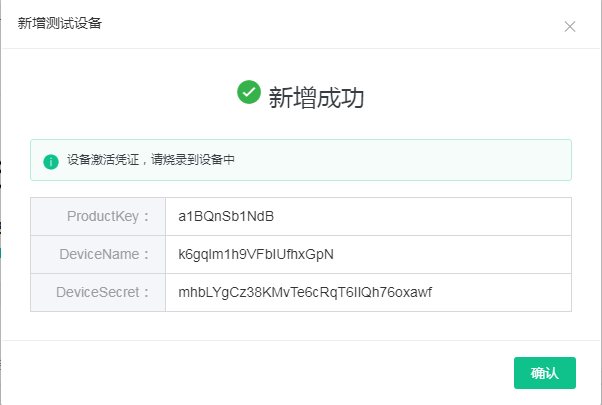 新增测试设备
新增成功
设备激活凭证，请烧录到设备中
ProductKey： a1BQnSb1NdB
DeviceName： k6gqlm1h9VFbIUfhxGpN
DeviceSecret： mhbLYgCz38KMvTe6cRqT6IIQh76oxawf
确认